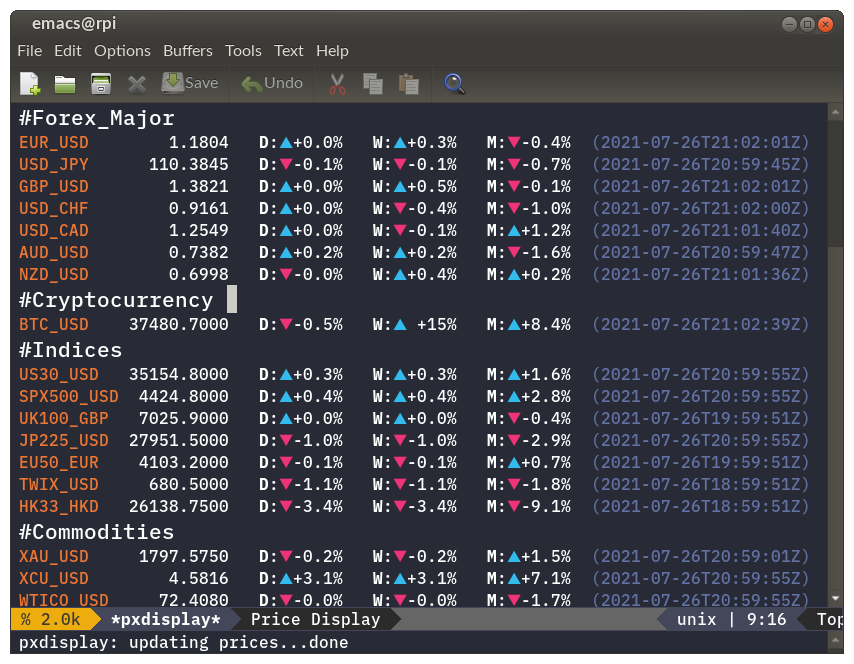 emacs@rpi
File Edit Options Buffers Tools Text Help
Save Undo
#Forex_Major
EUR_USD 1.1804 D:▲+0.0% W:▲+0.3% M:▼-0.4% (2021-07-26T21:02:01Z)
USD_JPY 110.3845 D:▼-0.1% W:▼-0.1% M:▼-0.7% (2021-07-26T20:59:45Z)
GBP_USD 1.3821 D:▲+0.0% W:▲+0.5% M:▼-0.1% (2021-07-26T21:02:01Z)
USD_CHF 0.9161 D:▲+0.0% W:▼-0.4% M:▼-1.0% (2021-07-26T21:02:00Z)
USD_CAD 1.2549 D:▲+0.0% W:▼-0.1% M:▲+1.2% (2021-07-26T21:01:40Z)
AUD_USD 0.7382 D:▲+0.2% W:▲+0.2% M:▼-1.6% (2021-07-26T20:59:47Z)
NZD_USD 0.6998 D:▼-0.0% W:▲+0.4% M:▲+0.2% (2021-07-26T21:01:36Z)
#Cryptocurrency
BTC_USD 37480.7000 D:▼-0.5% W:▲ +15% M:▲+8.4% (2021-07-26T21:02:39Z)
#Indices
US30_USD 35154.8000 D:▲+0.3% W:▲+0.3% M:▲+1.6% (2021-07-26T20:59:55Z)
SPX500_USD 4424.8000 D:▲+0.4% W:▲+0.4% M:▲+2.8% (2021-07-26T20:59:55Z)
UK100_GBP 7025.9000 D:▲+0.0% W:▲+0.0% M:▼-0.4% (2021-07-26T19:59:51Z)
JP225_USD 27951.5000 D:▼-1.0% W:▼-1.0% M:▼-2.9% (2021-07-26T20:59:55Z)
EU50_EUR 4103.2000 D:▼-0.1% W:▼-0.1% M:▲+0.7% (2021-07-26T19:59:51Z)
TWIX_USD 680.5000 D:▼-1.1% W:▼-1.1% M:▼-1.8% (2021-07-26T18:59:51Z)
HK33_HKD 26138.7500 D:▼-3.4% W:▼-3.4% M:▼-9.1% (2021-07-26T18:59:51Z)
#Commodities
XAU_USD 1797.5750 D:▼-0.2% W:▼-0.2% M:▲+1.5% (2021-07-26T20:59:01Z)
XCU_USD 4.5816 D:▲+3.1% W:▲+3.1% M:▲+7.1% (2021-07-26T20:59:55Z)
WTICO_USD 72.4080 D:▼-0.0% W:▼-0.0% M:▼-1.7% (2021-07-26T20:59:55Z)
% 2.0k *pxdisplay* Price Display unix | 9:16 Top
pxdisplay: updating prices...done